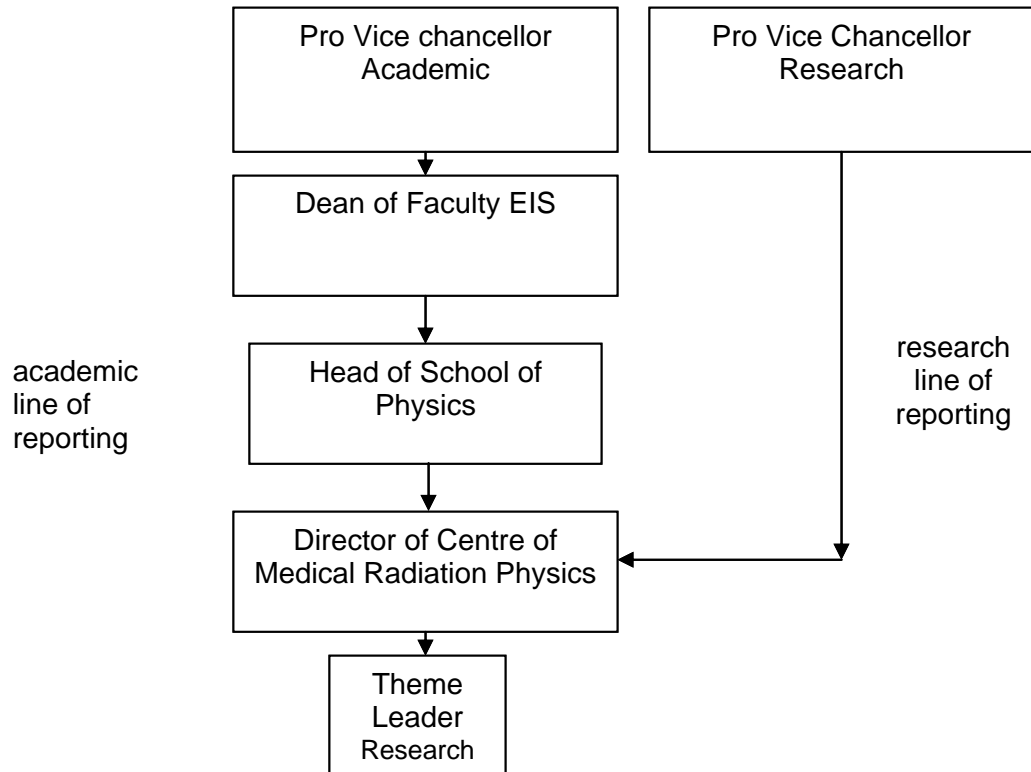 Pro Vice chancellor
Academic
Pro Vice Chancellor
Research
Dean of Faculty EIS
academic
line of
reporting
Head of School of
Physics
research
line of
reporting
Director of Centre of
Medical Radiation Physics
Theme
Leader
Research